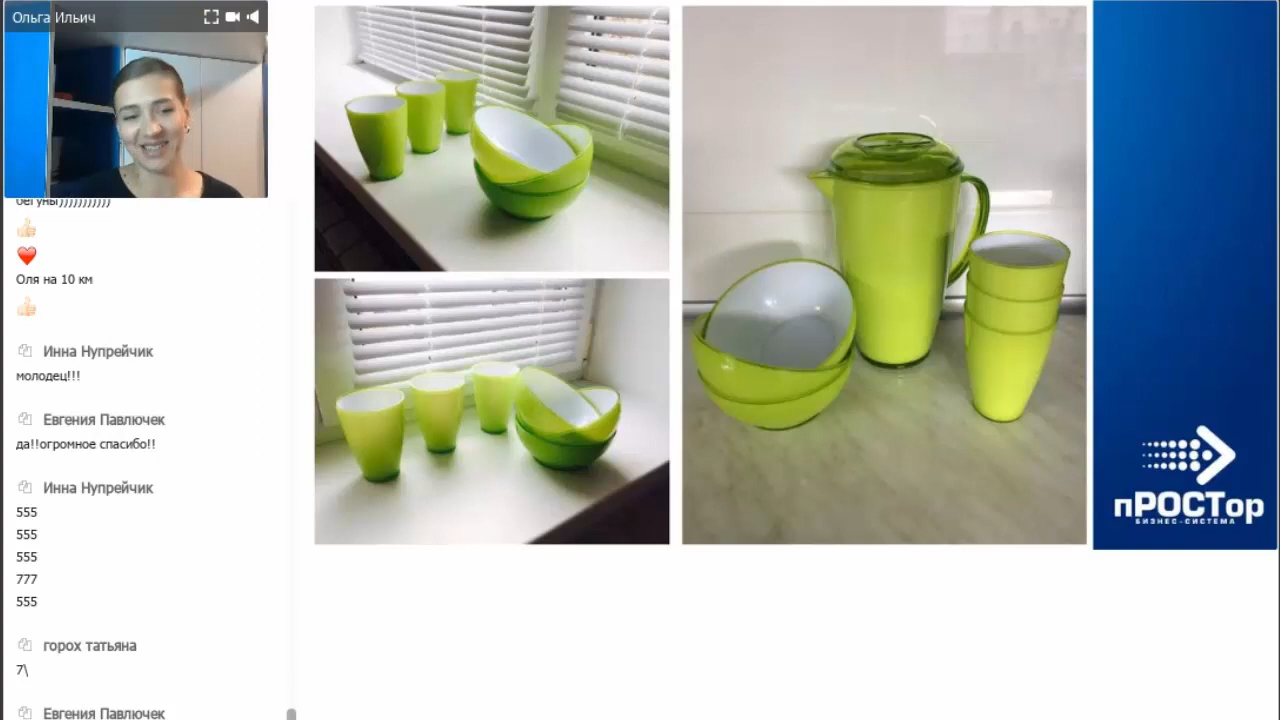 Ольга Ильич
бегуны)))))))))))
Оля на 10 км
Инна Нупрейчик
молодец!!!
Евгения Павлючек
да!!огромное спасибо!!
Инна Нупрейчик
555
555
555
777
555
горох татьяна
7\
Евгения Павлючек
пРОСТор
БИЗНЕС-СИСТЕМА